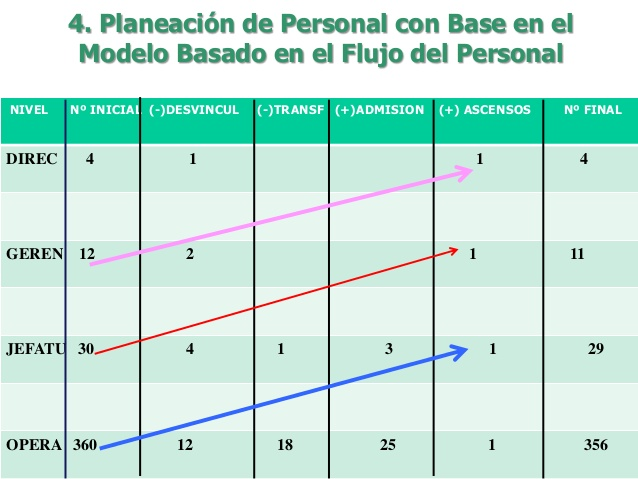 4. Planeación de Personal con Base en el
Modelo Basado en el Flujo del Personal
NIVEL Nº INICIAL (-)DESVINCUL (-)TRANSF (+)ADMISION (+) ASCENSOS Nº FINAL
DIREC 4 1 1 4
GEREN 12 2 1 11
JEFATU 30 4 1 3 1 29
OPERA 360 12 18 25 1 356